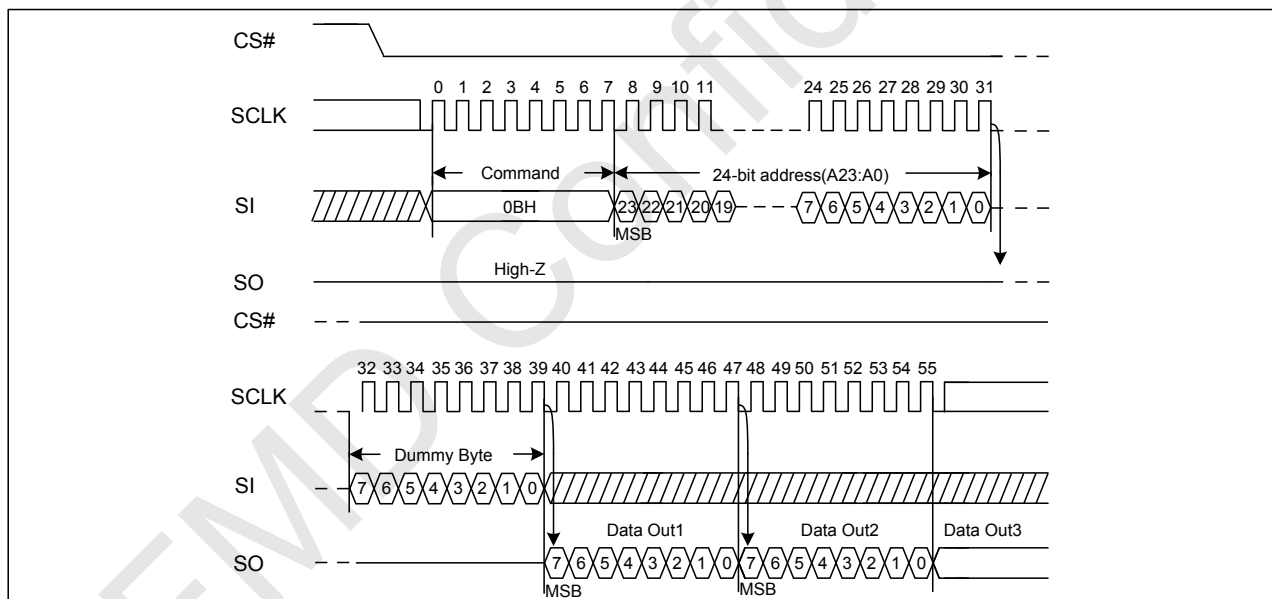 CS#
0 1 2 3 4 5 6 7 8 9 10 11 24 25 26 27 28 29 30 31
SCLK
Command 24-bit address(A23:A0)
SI 0BH 23 22 21 20 19 7 6 5 4 3 2 1 0
MSB
High-Z
SO
CS#
32 33 34 35 36 37 38 39 40 41 42 43 44 45 46 47 48 49 50 51 52 53 54 55
SCLK
Dummy Byte
SI 7 6 5 4 3 2 1 0
Data Out1 Data Out2 Data Out3
SO 7 6 5 4 3 2 1 0 7 6 5 4 3 2 1 0
MSB MSB